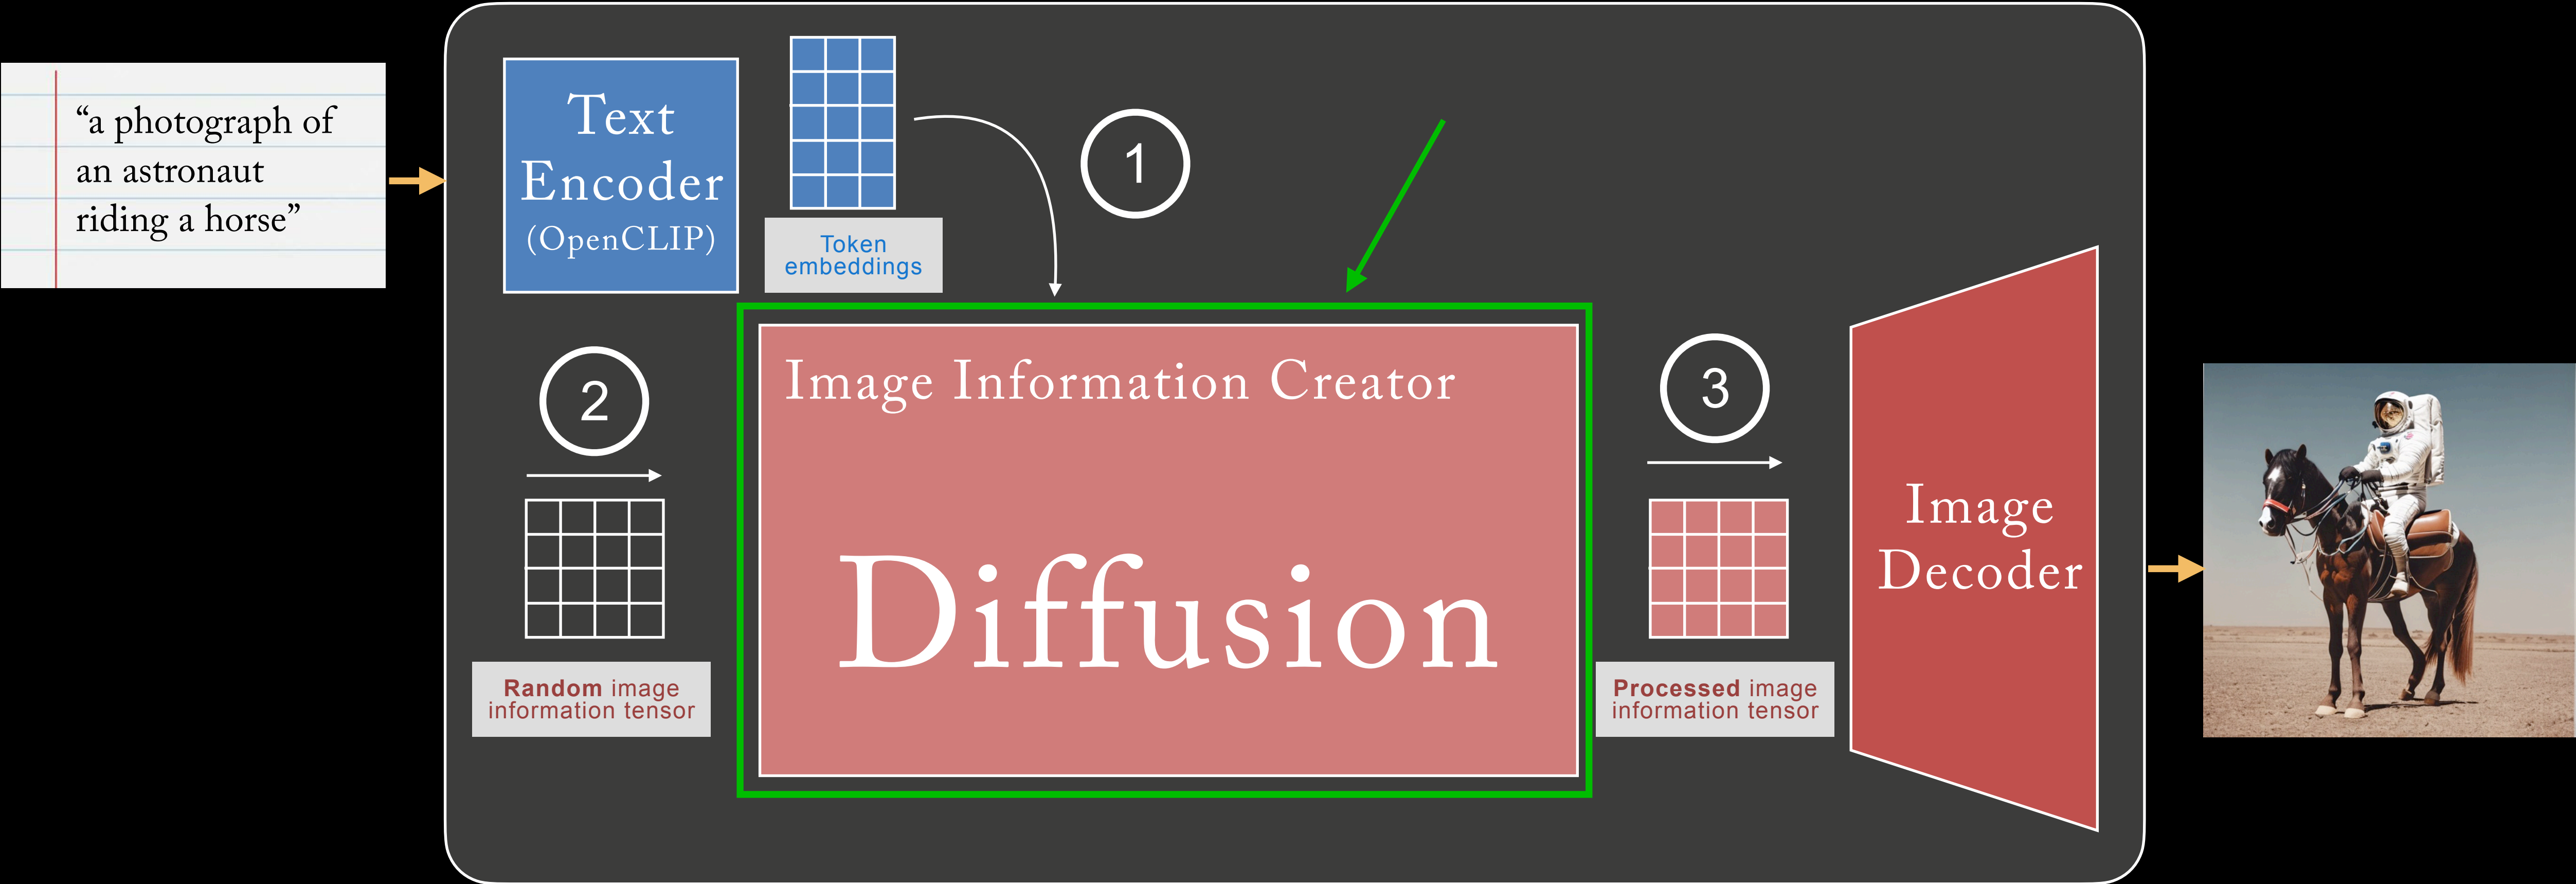 “a photograph of
an astronaut
riding a horse”
Text
Encoder
(OpenCLIP)
Token
embeddings
1
2
Random image
information tensor
Image Information Creator
Diffusion
3
Processed image
information tensor
Image
Decoder